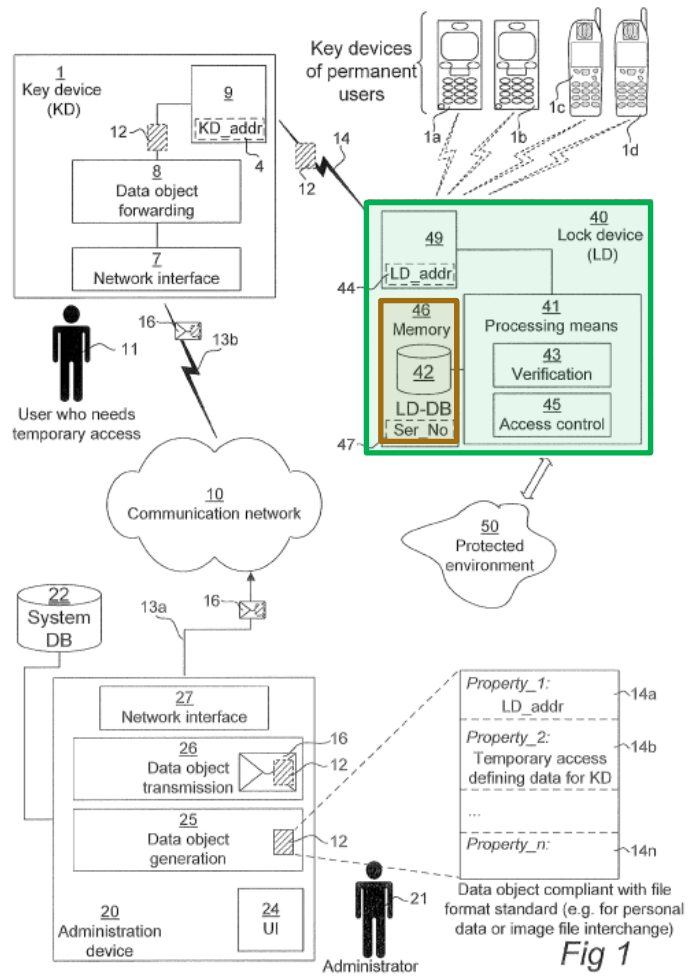 1
Key device
(KD)
9
KD_addr
12
4
8
Data object
forwarding
7
Network interface
12
14
Key devices
of permanent
users
1a
1b
1c
1d
40
Lock device
(LD)
49
LD_addr
44
46
Memory
42
LD-DB
Ser_No
47
41
Processing means
43
Verification
45
Access control
11
User who needs
temporary access
16
13b
10
Communication network
50
Protected
environment
16
13a
22
System
DB
27
Network interface
26
Data object
transmission
16
12
25
Data object
generation
12
20
Administration
device
24
UI
21
Administrator
Property_1:
LD_addr
14a
Property_2:
Temporary access
defining data for KD
14b
...
Property_n:
14n
Data object compliant with file
format standard (e.g. for personal
data or image file interchange)
Fig 1